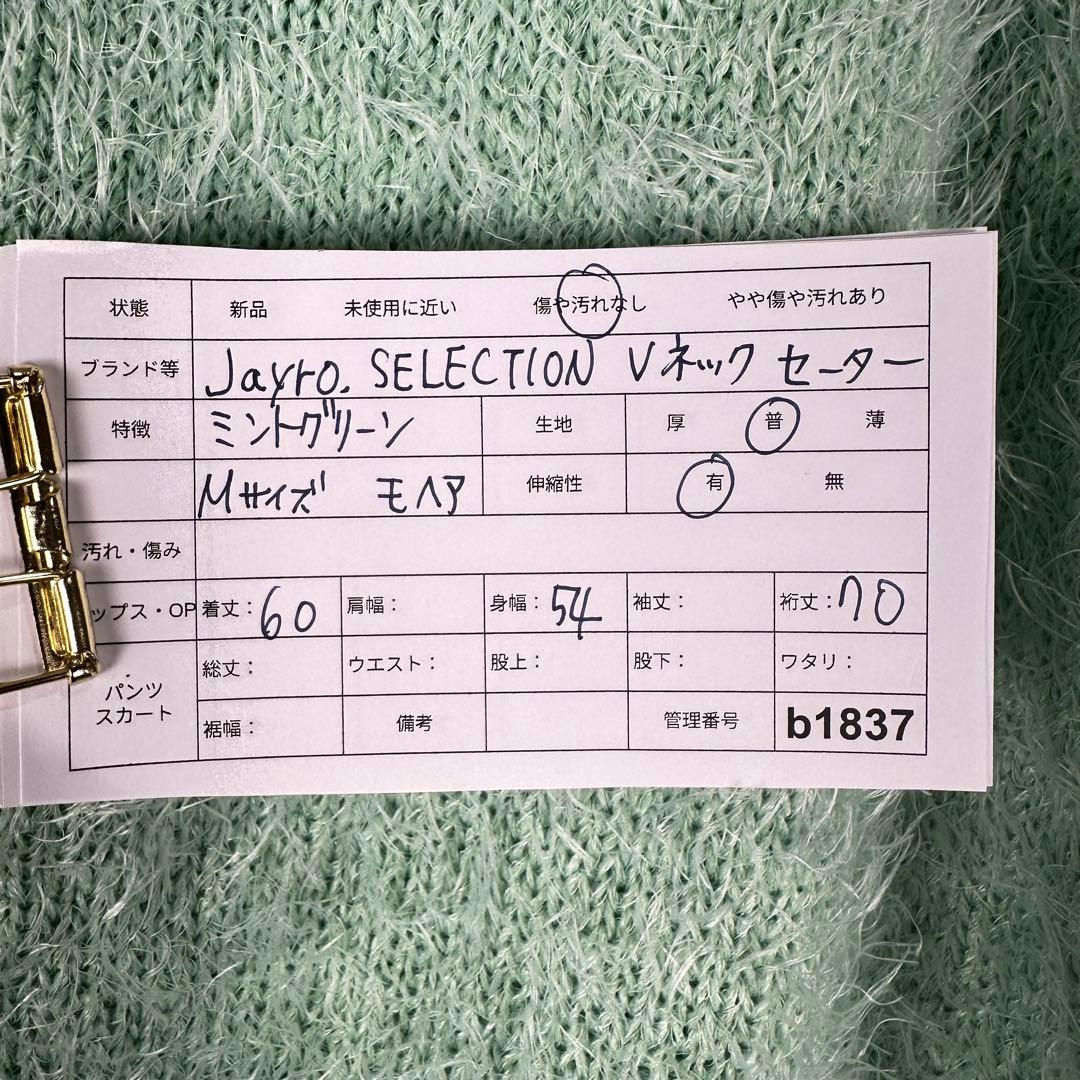 状態 新品 未使用に近い 傷や汚れなし やや傷や汚れあり
ブランド等 Jayro. SELECTION Vネック セーター
特徴 ミントグリーン 生地 厚 普 薄
Mサイズ モヘア 伸縮性 有 無
汚れ・傷み
ップス・OP 着丈：60 肩幅： 身幅：54 袖丈： 裄丈：70
パンツ スカート 総丈： ウエスト： 股上： 股下： ワタリ：
裾幅： 備考 管理番号 b1837